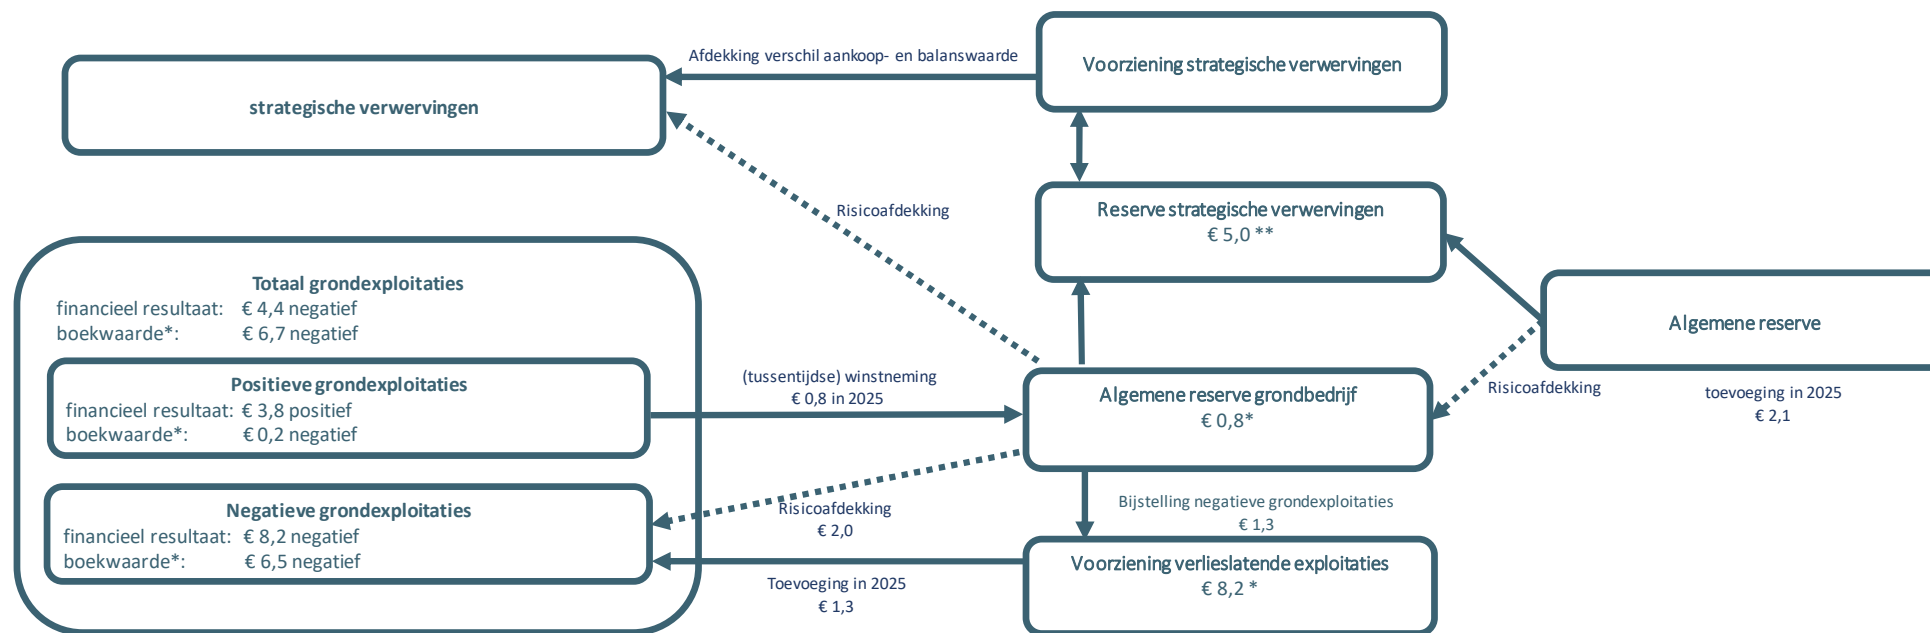 Afdekking verschil aankoop- en balanswaarde
Voorziening strategische verwervingen
strategische verwervingen
Risicoafdekking
Reserve strategische verwervingen
€ 5,0 **
Totaal grondexploitaties
financieel resultaat: € 4,4 negatief
boekwaarde*: € 6,7 negatief
Algemene reserve
Positieve grondexploitaties
financieel resultaat: € 3,8 positief
boekwaarde*: € 0,2 negatief
(tussentijdse) winstneming
€ 0,8 in 2025
Algemene reserve grondbedrijf
€ 0,8*
Risicoafdekking
toevoeging in 2025
€ 2,1
Negatieve grondexploitaties
financieel resultaat: € 8,2 negatief
boekwaarde*: € 6,5 negatief
Risicoafdekking
€ 2,0
Bijstelling negatieve grondexploitaties
€ 1,3
Toevoeging in 2025
€ 1,3
Voorziening verlieslatende exploitaties
€ 8,2 *